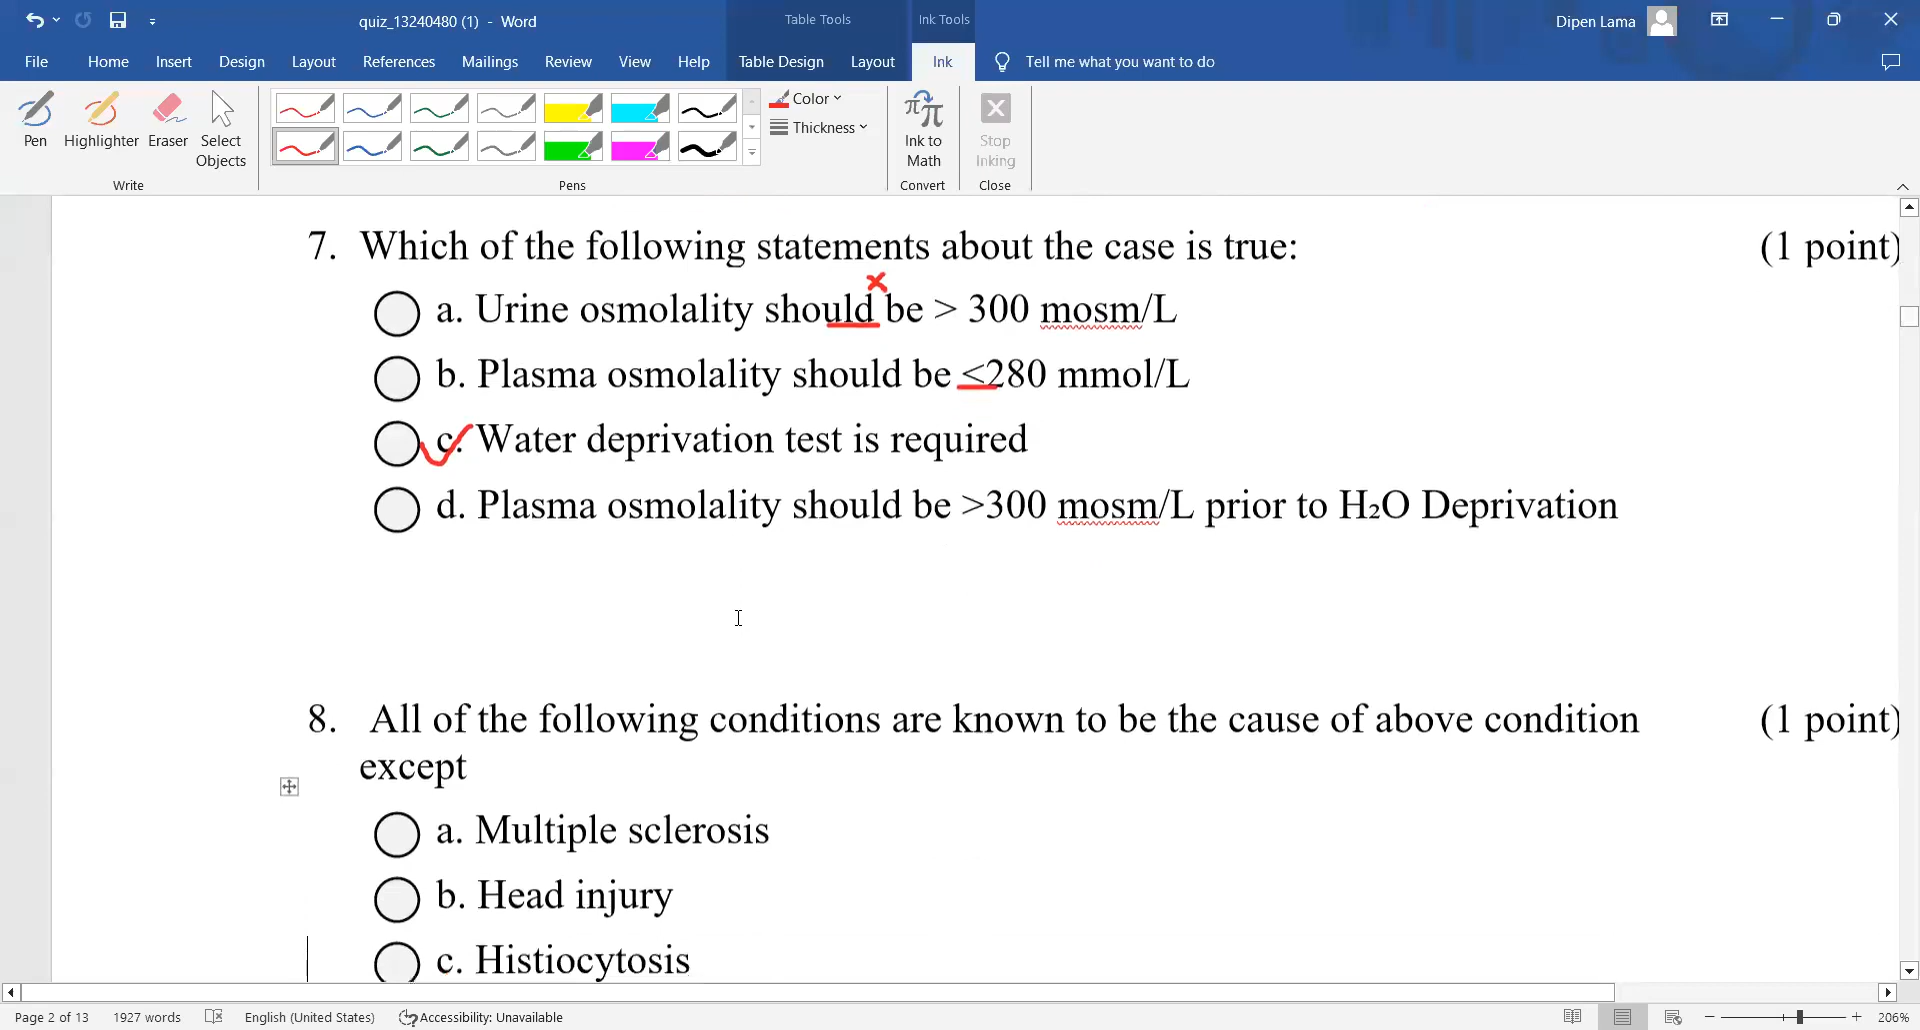 quiz_13240480 (1) - Word
Table Tools
Ink Tools
Dipen Lama
File Home Insert Design Layout References Mailings Review View Help Table Design Layout Ink Tell me what you want to do
Pen
Highlighter
Eraser
Select Objects
Color
Thickness
Ink to Math
Stop Inking
Write
Pens
Convert
Close
7. Which of the following statements about the case is true: (1 point)
a. Urine osmolality should be > 300 mosm/L
b. Plasma osmolality should be <280 mmol/L
c. Water deprivation test is required
d. Plasma osmolality should be >300 mosm/L prior to H₂O Deprivation
8. All of the following conditions are known to be the cause of above condition (1 point)
except
a. Multiple sclerosis
b. Head injury
c. Histiocytosis
Page 2 of 13 1927 words English (United States) Accessibility: Unavailable 206%